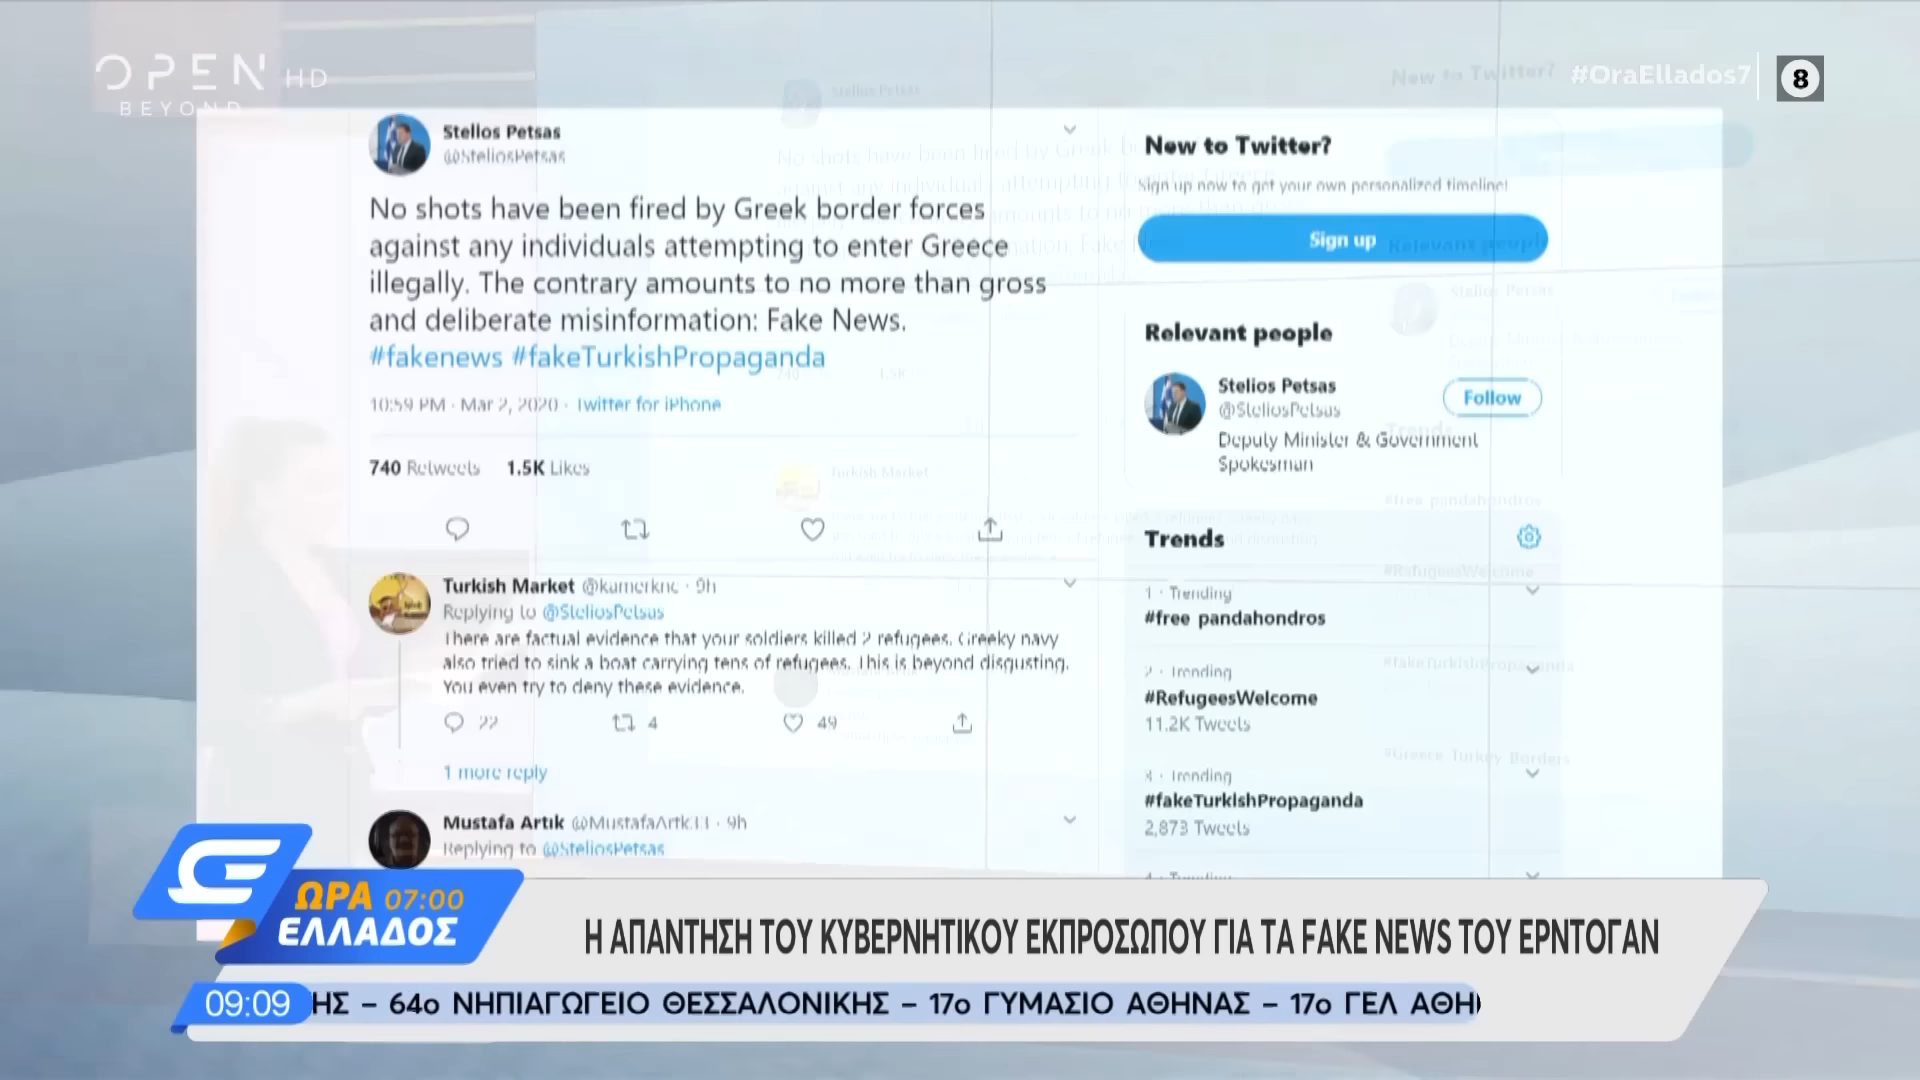 OPEN HD
BEYOND
#OraEllados7
8
Stelios Petsas
@SteliosPetsas
No shots have been fired by Greek border forces
against any individuals attempting to enter Greece
illegally. The contrary amounts to no more than gross
and deliberate misinformation: Fake News.
#fakenews #fakeTurkishPropaganda
10:59 PM · Mar 2, 2020 · Twitter for iPhone
740 Retweets 1.5K Likes
Turkish Market @kamerknc · 9h
Replying to @SteliosPetsas
There are factual evidence that your soldiers killed 2 refugees. Greeky navy
also tried to sink a boat carrying tens of refugees. This is beyond disgusting.
You even try to deny these evidence.
22 4 49
1 more reply
Mustafa Artık · 9h
Replying to @SteliosPetsas
New to Twitter?
Sign up now to get your own personalized timeline!
Sign up
Relevant people
Stelios Petsas
@SteliosPetsas
Follow
Deputy Minister & Government
Spokesman
Trends
1 · Trending
#free pandahondros
2 · Trending
#RefugeesWelcome
11.2K Tweets
3 · Trending
#fakeTurkishPropaganda
2,873 Tweets
4 · Trending
ΩΡΑ 07:00
ΕΛΛΑΔΟΣ
Η ΑΠΑΝΤΗΣΗ ΤΟΥ ΚΥΒΕΡΝΗΤΙΚΟΥ ΕΚΠΡΟΣΩΠΟΥ ΓΙΑ ΤΑ FAKE NEWS ΤΟΥ ΕΡΝΤΟΓΑΝ
09:09 ΗΣ – 64ο ΝΗΠΙΑΓΩΓΕΙΟ ΘΕΣΣΑΛΟΝΙΚΗΣ – 17ο ΓΥΜΑΣΙΟ ΑΘΗΝΑΣ – 17ο ΓΕΛ ΑΘΗ